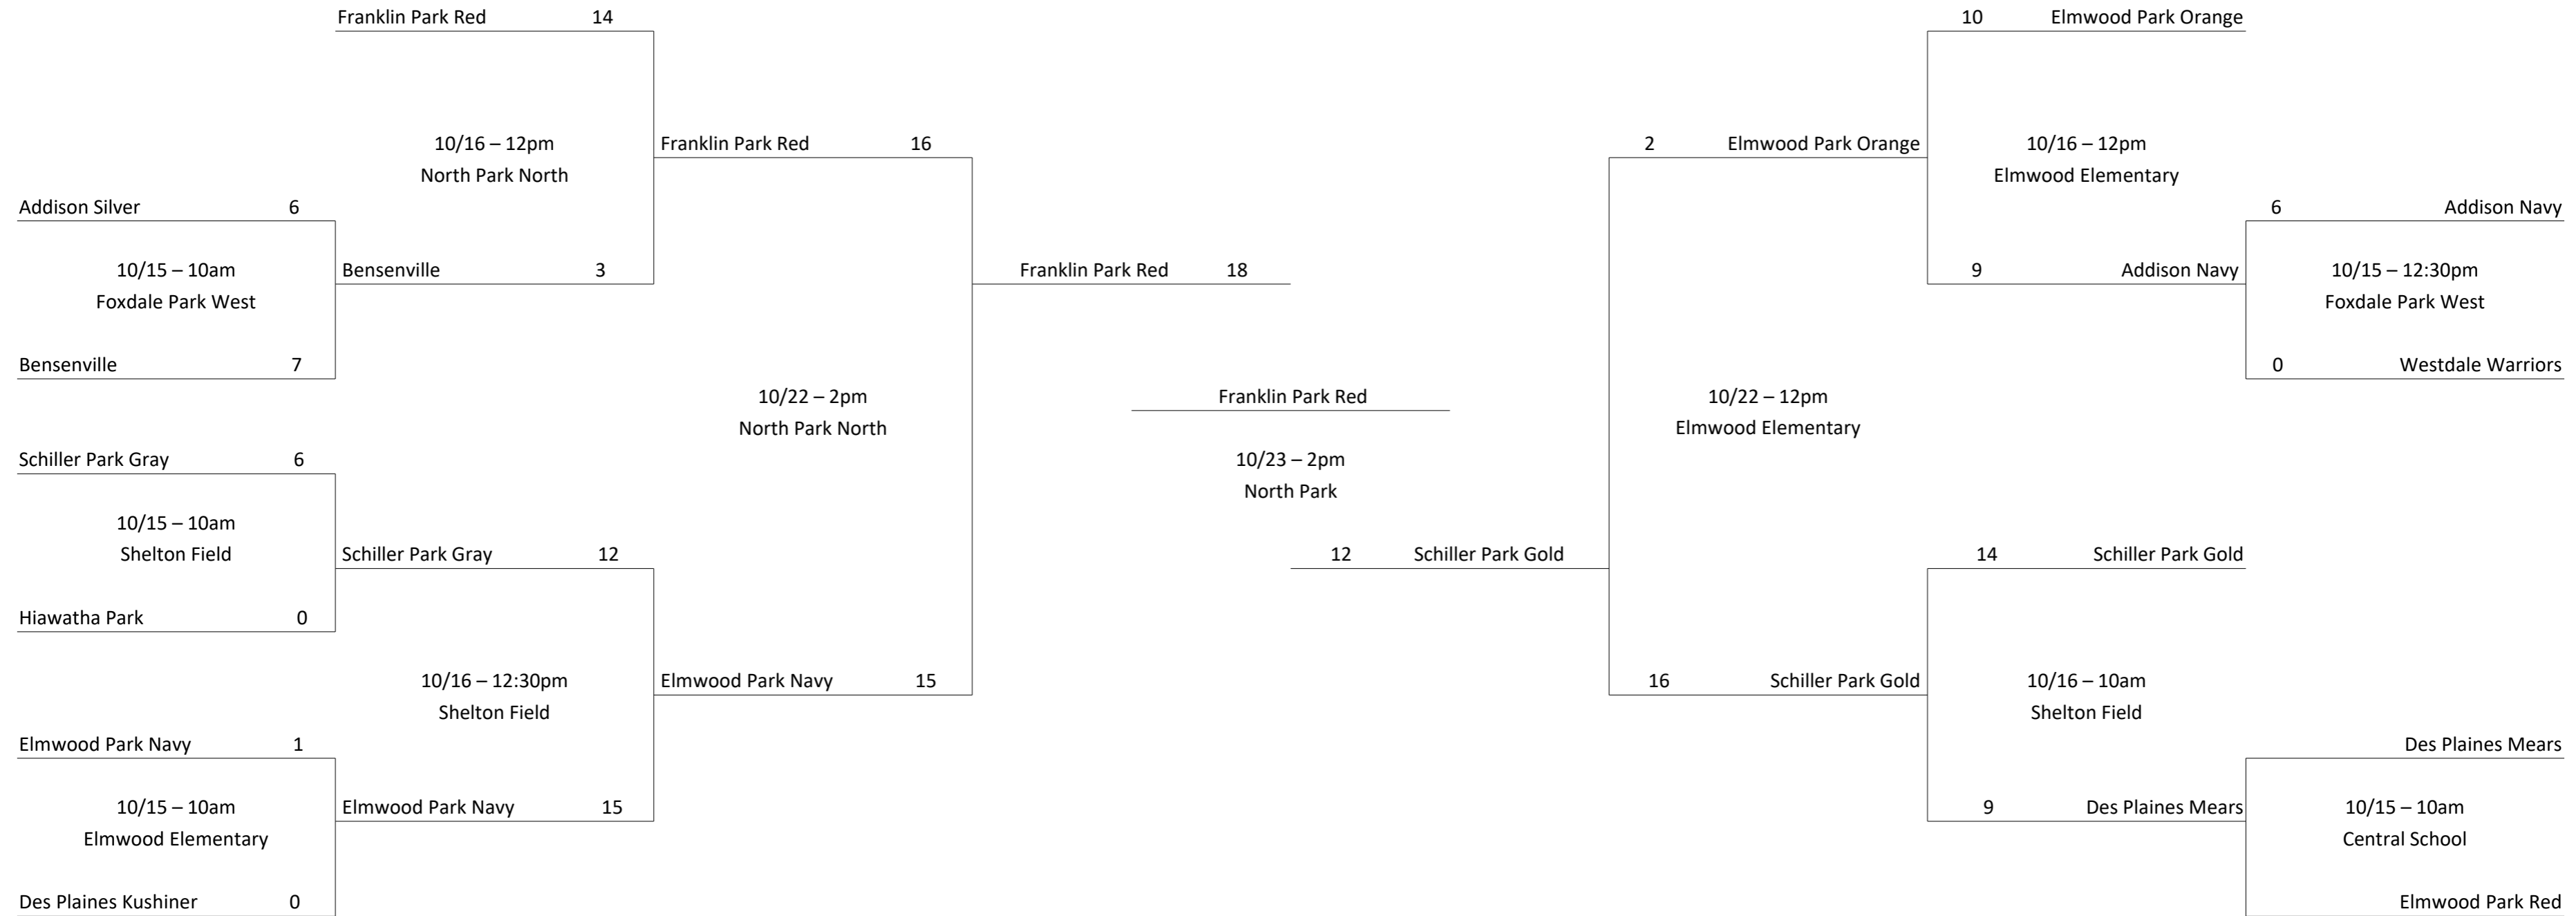 Franklin Park Red 14
10 Elmwood Park Orange
10/16 – 12pm
North Park North
Franklin Park Red 16
2 Elmwood Park Orange
10/16 – 12pm
Elmwood Elementary
Addison Silver 6
6 Addison Navy
10/15 – 10am
Foxdale Park West
Bensenville 3
Franklin Park Red 18
9 Addison Navy
10/15 – 12:30pm
Foxdale Park West
Bensenville 7
0 Westdale Warriors
10/22 – 2pm
North Park North
Franklin Park Red
10/22 – 12pm
Elmwood Elementary
Schiller Park Gray 6
10/23 – 2pm
North Park
10/15 – 10am
Shelton Field
Schiller Park Gray 12
12 Schiller Park Gold
14 Schiller Park Gold
Hiawatha Park 0
10/16 – 12:30pm
Shelton Field
Elmwood Park Navy 15
16 Schiller Park Gold
10/16 – 10am
Shelton Field
Elmwood Park Navy 1
Des Plaines Mears
10/15 – 10am
Elmwood Elementary
Elmwood Park Navy 15
9 Des Plaines Mears
10/15 – 10am
Central School
Des Plaines Kushiner 0
Elmwood Park Red